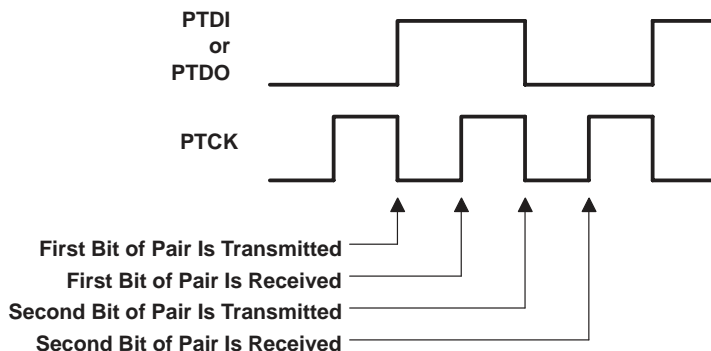 PTDI
or
PTDO
PTCK
First Bit of Pair Is Transmitted
First Bit of Pair Is Received
Second Bit of Pair Is Transmitted
Second Bit of Pair Is Received